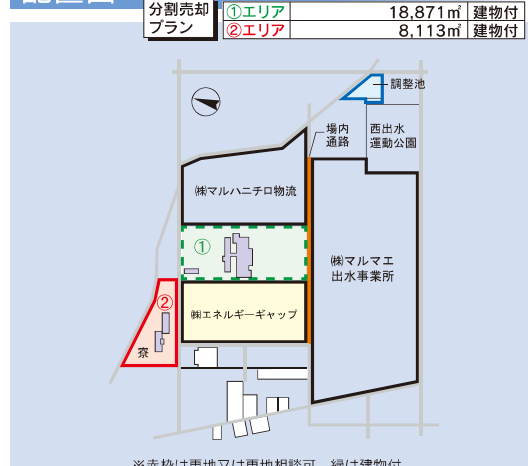 分割売却
プラン
①エリア 18,871㎡ 建物付
②エリア 8,113㎡ 建物付
調整池
場内
通路
西出水
運動公園
㈱マルハニチロ物流
①
㈱マルマエ
出水事業所
②
㈱エネルギーギャップ
寮